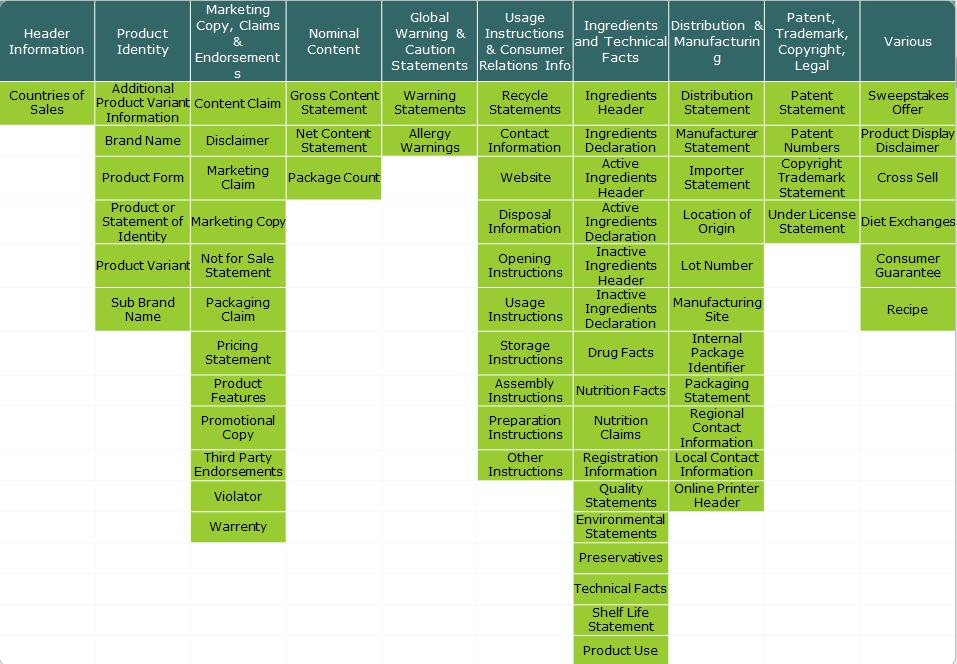 Header
Information
Product
Identity
Marketing
Copy, Claims
&
Endorsement
s
Nominal
Content
Global
Warning &
Caution
Statements
Usage
Instructions
& Consumer
Relations Info
Ingredients
and Technical
Facts
Distribution &
Manufacturin
g
Patent,
Trademark,
Copyright,
Legal
Various
Countries of
Sales
Additional
Product Variant
Information
Content Claim
Gross Content
Statement
Warning
Statements
Recycle
Statements
Ingredients
Header
Distribution
Statement
Patent
Statement
Sweepstakes
Offer
Brand Name
Disclaimer
Net Content
Statement
Allergy
Warnings
Contact
Information
Ingredients
Declaration
Manufacturer
Statement
Patent
Numbers
Product Display
Disclaimer
Product Form
Marketing
Claim
Package Count
Website
Active
Ingredients
Header
Importer
Statement
Copyright
Trademark
Statement
Cross Sell
Product or
Statement of
Identity
Marketing Copy
Disposal
Information
Active
Ingredients
Declaration
Location of
Origin
Under License
Statement
Diet Exchanges
Product Variant
Not for Sale
Statement
Opening
Instructions
Inactive
Ingredients
Header
Lot Number
Consumer
Guarantee
Sub Brand
Name
Packaging
Claim
Usage
Instructions
Inactive
Ingredients
Declaration
Manufacturing
Site
Recipe
Pricing
Statement
Storage
Instructions
Drug Facts
Internal
Package
Identifier
Product
Features
Assembly
Instructions
Nutrition Facts
Packaging
Statement
Promotional
Copy
Preparation
Instructions
Nutrition
Claims
Regional
Contact
Information
Third Party
Endorsements
Other
Instructions
Registration
Information
Local Contact
Information
Violator
Quality
Statements
Online Printer
Header
Warrenty
Environmental
Statements
Preservatives
Technical Facts
Shelf Life
Statement
Product Use